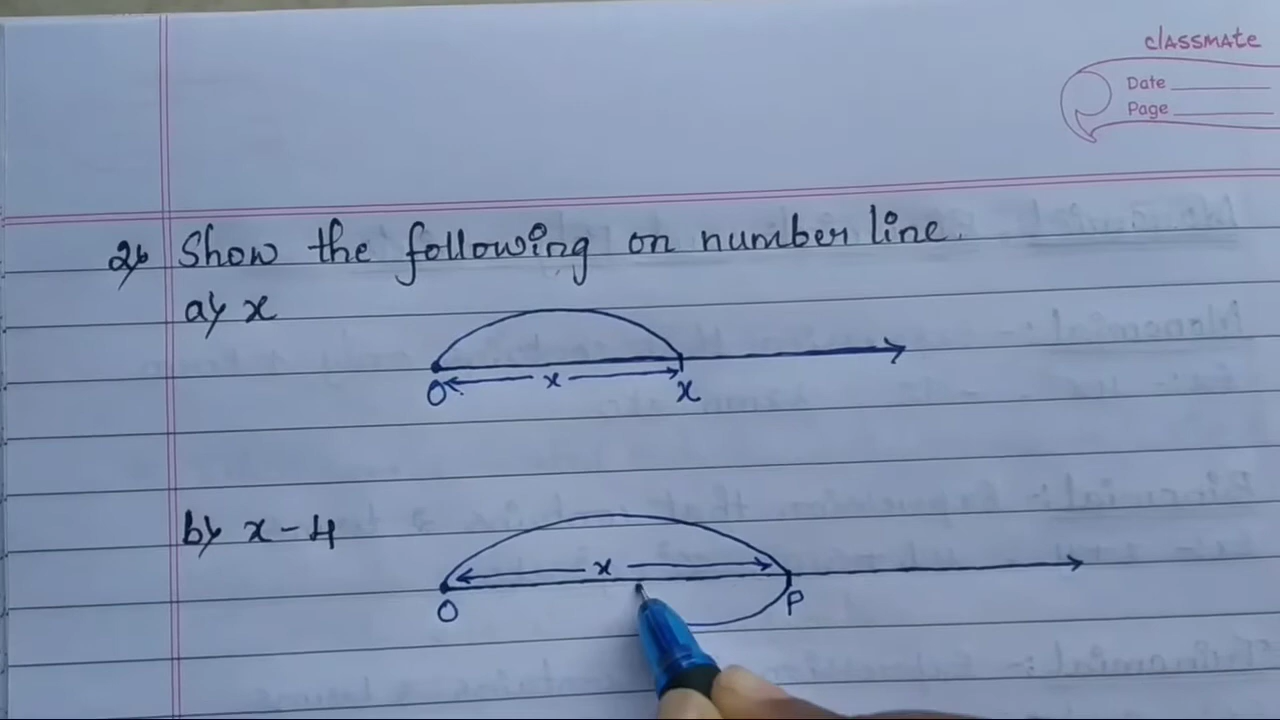 classmate
Date
Page
2) Show the following on number line.
a) x
x
O x
b) x - 4
x
O P